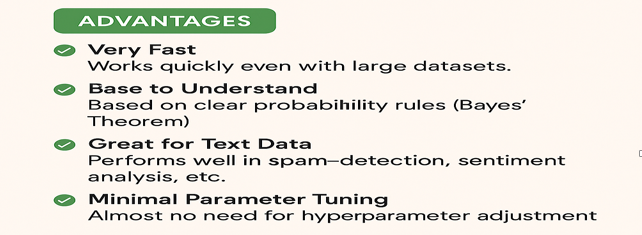 ADVANTAGES
Very Fast
Works quickly even with large datasets.
Base to Understand
Based on clear probabihility rules (Bayes'
Theorem)
Great for Text Data
Performs well in spam–detection, sentiment
analysis, etc.
Minimal Parameter Tuning
Almost no need for hyperparameter adjustment